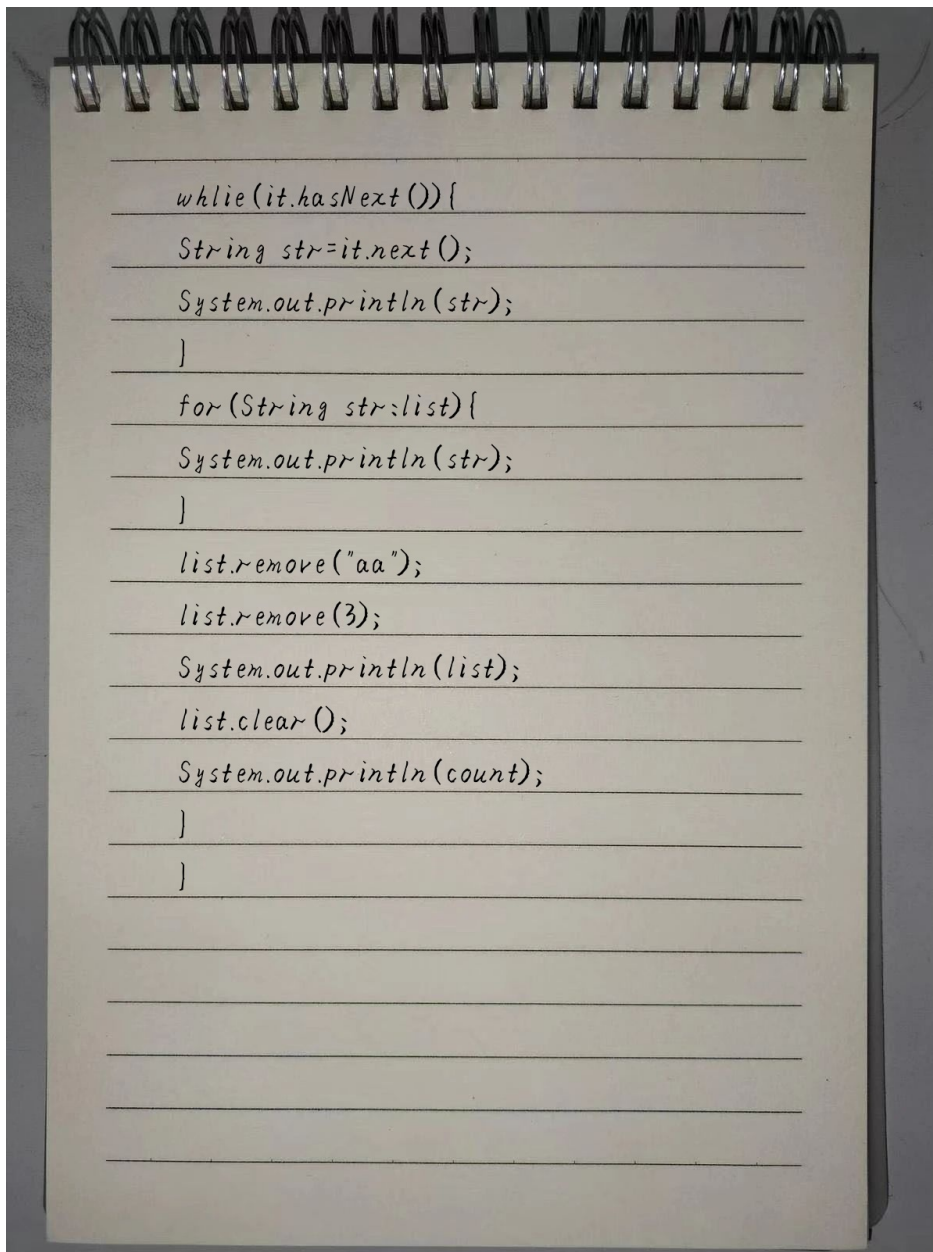 whlie(it.hasNext()){
String str=it.next();
System.out.println(str);
}
for(String str:list){
System.out.println(str);
}
list.remove("aa");
list.remove(3);
System.out.println(list);
list.clear();
System.out.println(count);
}
}